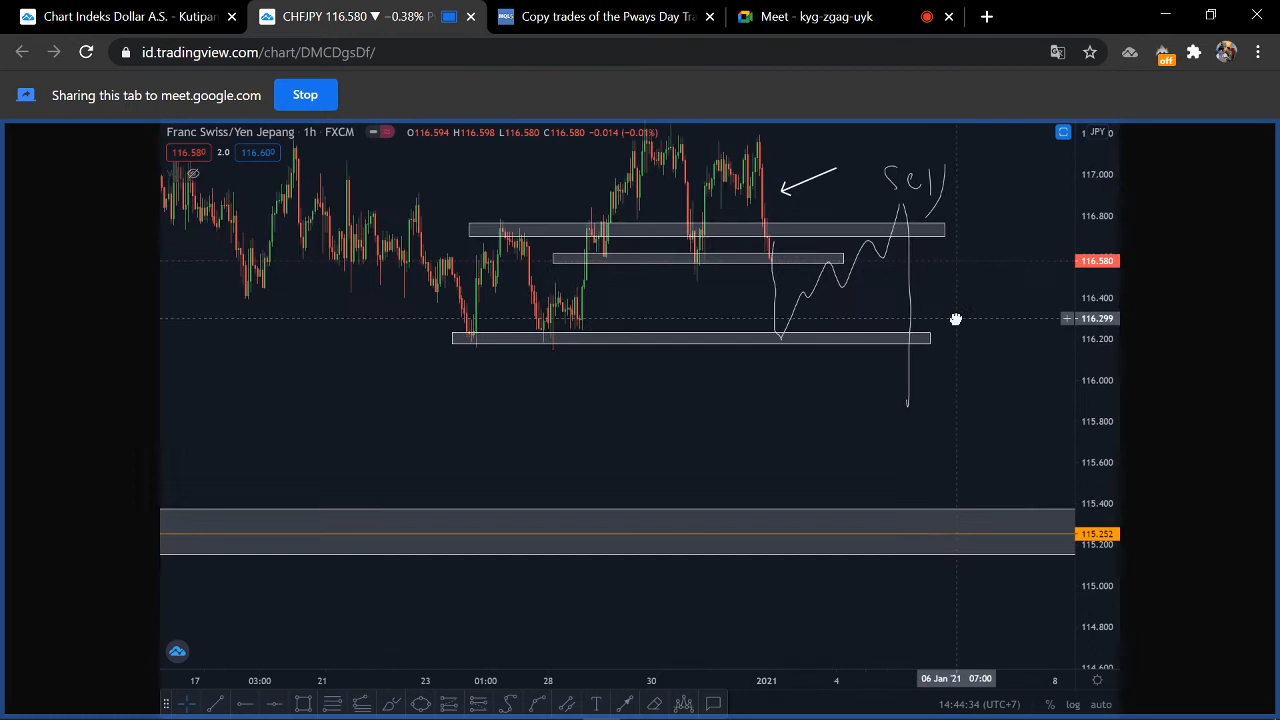 Chart Indeks Dollar A.S. - Kutipan
CHFJPY 116.580 ▼ −0.38% P
Copy trades of the Pways Day Tra
Meet - kyg-zgag-uyk
id.tradingview.com/chart/DMCDgsDf/
off
Sharing this tab to meet.google.com
Stop
Franc Swiss/Yen Jepang · 1h · FXCM
O116.594 H116.598 L116.580 C116.580 −0.014 (−0.01%)
JPY
116.580
2.0
116.600
Sell
117.000
116.800
116.580
116.400
116.299
116.200
116.000
115.800
115.600
115.400
115.252
115.200
115.000
114.800
114.600
17
03:00
21
23
01:00
28
30
2021
4
06 Jan '21 07:00
8
14:44:34 (UTC+7)
%
log
auto